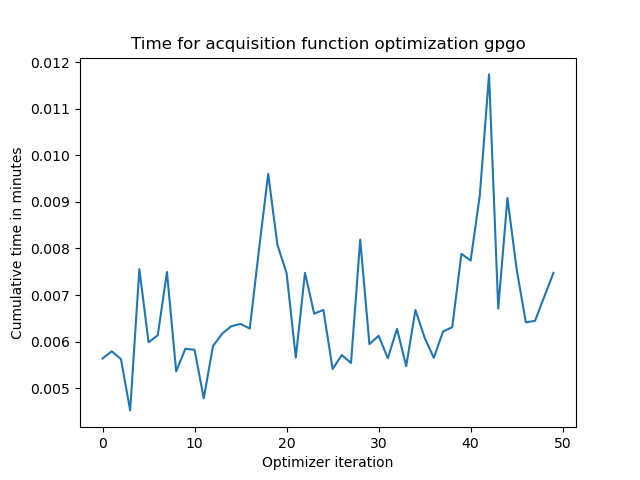 Time for acquisition function optimization gpgo
0.012
0.011
0.010
0.009
0.008
0.007
0.006
0.005
Cumulative time in minutes
0 10 20 30 40 50
Optimizer iteration